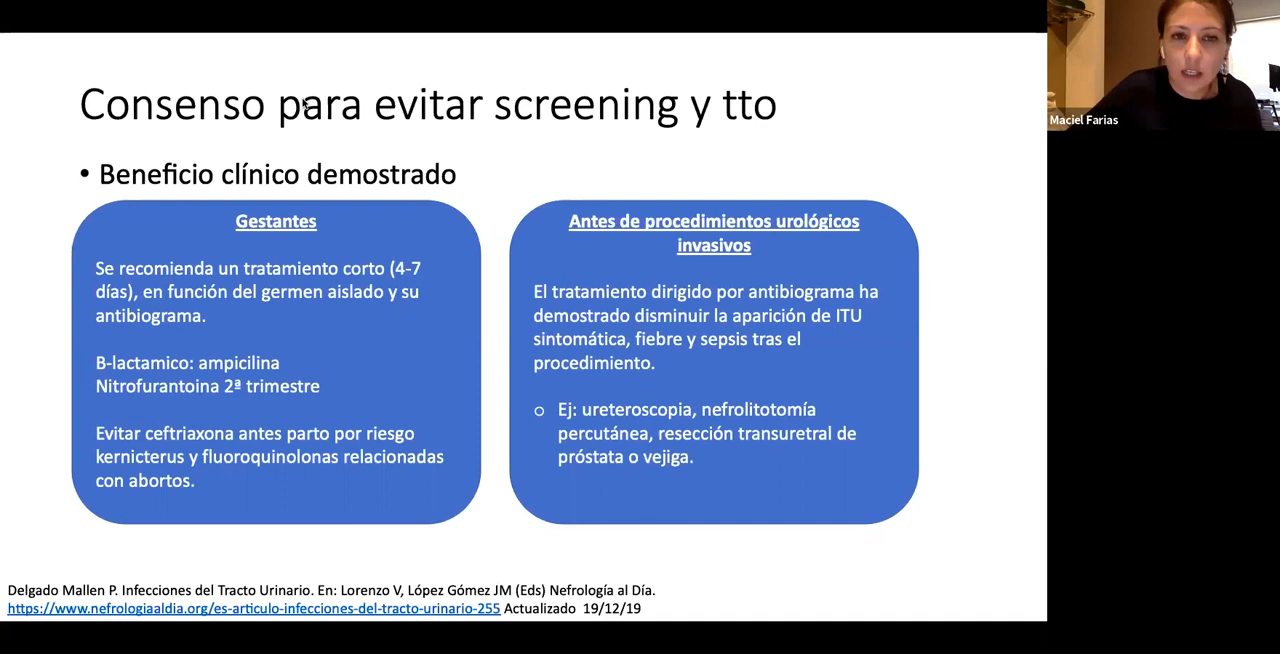 Consenso para evitar screening y tto
• Beneficio clínico demostrado
Gestantes
Se recomienda un tratamiento corto (4-7
días), en función del germen aislado y su
antibiograma.
B-lactamico: ampicilina
Nitrofurantoina 2ª trimestre
Evitar ceftriaxona antes parto por riesgo
kernicterus y fluoroquinolonas relacionadas
con abortos.
Antes de procedimientos urológicos
invasivos
El tratamiento dirigido por antibiograma ha
demostrado disminuir la aparición de ITU
sintomática, fiebre y sepsis tras el
procedimiento.
o Ej: ureteroscopia, nefrolitotomía
percutánea, resección transuretral de
próstata o vejiga.
Delgado Mallen P. Infecciones del Tracto Urinario. En: Lorenzo V, López Gómez JM (Eds) Nefrología al Día.
https://www.nefrologiaaldia.org/es-articulo-infecciones-del-tracto-urinario-255 Actualizado 19/12/19
Maciel Farias